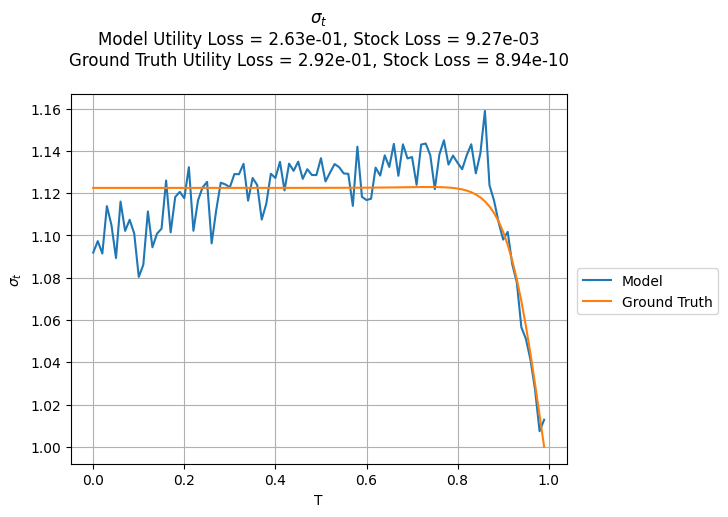 σt
Model Utility Loss = 2.63e-01, Stock Loss = 9.27e-03
Ground Truth Utility Loss = 2.92e-01, Stock Loss = 8.94e-10
1.16
1.14
1.12
1.10
1.08
1.06
1.04
1.02
1.00
σt
0.0 0.2 0.4 0.6 0.8 1.0
T
Model
Ground Truth